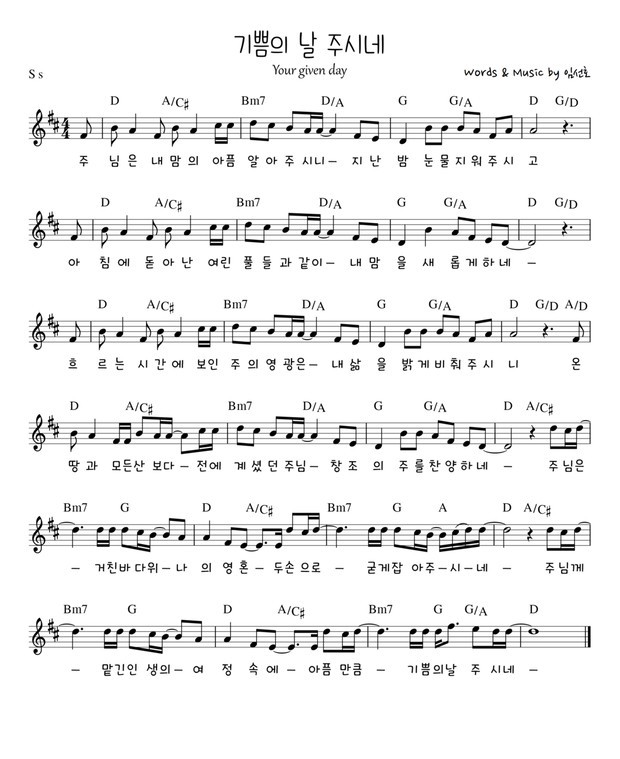 기쁨의 날 주시네
Your given day
S s
Words & Music by 임선호
D A/C♯ Bm7 D/A G G/A D G/D
주 님은 내맘의 아픔 알아주시니– 지난 밤 눈물지워주시 고
D A/C♯ Bm7 D/A G G/A D G/D
아 침에 돋아난 여린 풀들과같이– 내맘 을 새 롭게하네 –
D A/C♯ Bm7 D/A G G/A D G/D A/D
흐 르는 시간에 보인 주의영광은– 내삶 을 밝게비춰주시 니 온
D A/C♯ Bm7 D/A G G/A D A/C♯
땅과 모든산 보다– 전에 계셨던주님– 창조 의 주를찬양하네 – 주님은
Bm7 G D A/C♯ Bm7 G A D
– 거친바다위– 나 의 영혼 – 두손으로– 굳게잡 아주–시–네 – 주님께
Bm7 G D A/C♯ Bm7 G G/A D
– 맡긴인 생의– 여 정 속에– 아픔만큼 – 기쁨의날 주 시네 –